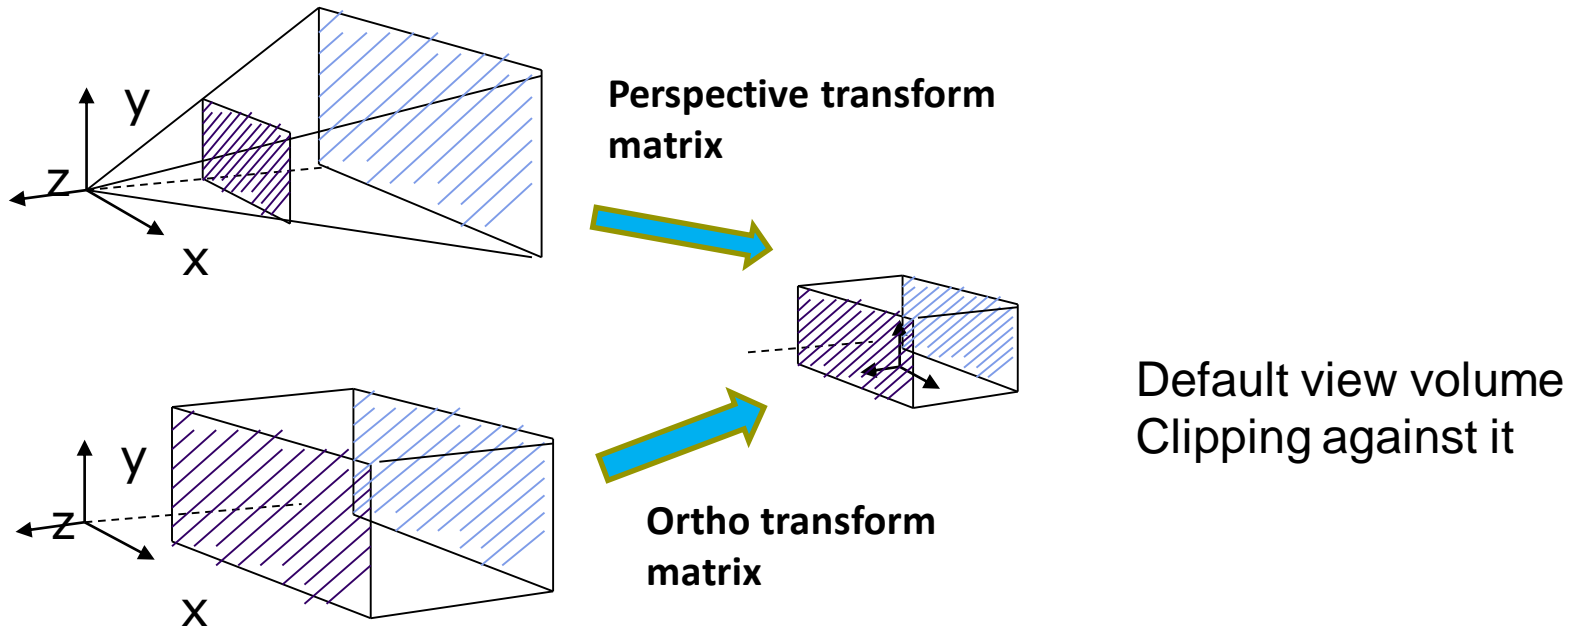 y
z
x
Perspective transform
matrix
y
z
x
Ortho transform
matrix
Default view volume
Clipping against it